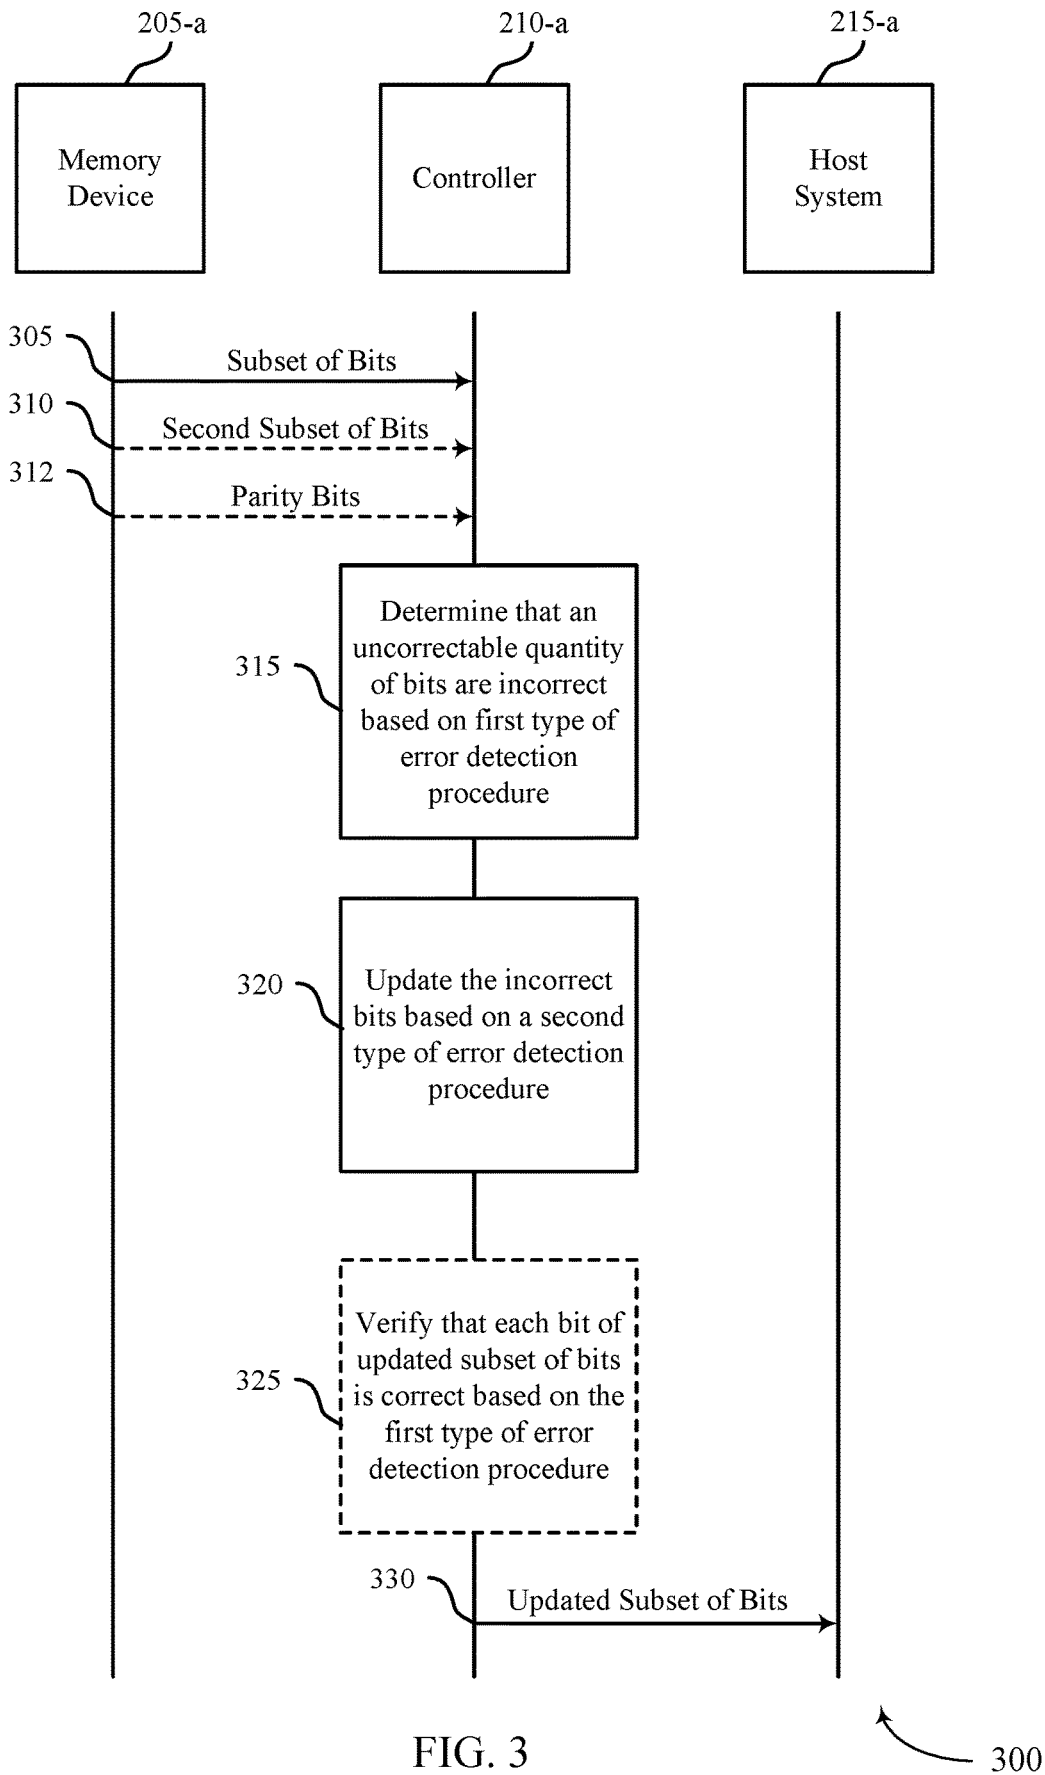 205-a
210-a
215-a
Memory
Device
Controller
Host
System
305
Subset of Bits
310
Second Subset of Bits
312
Parity Bits
315
Determine that an
uncorrectable quantity
of bits are incorrect
based on first type of
error detection
procedure
320
Update the incorrect
bits based on a second
type of error detection
procedure
325
Verify that each bit of
updated subset of bits
is correct based on the
first type of error
detection procedure
330
Updated Subset of Bits
FIG. 3
300